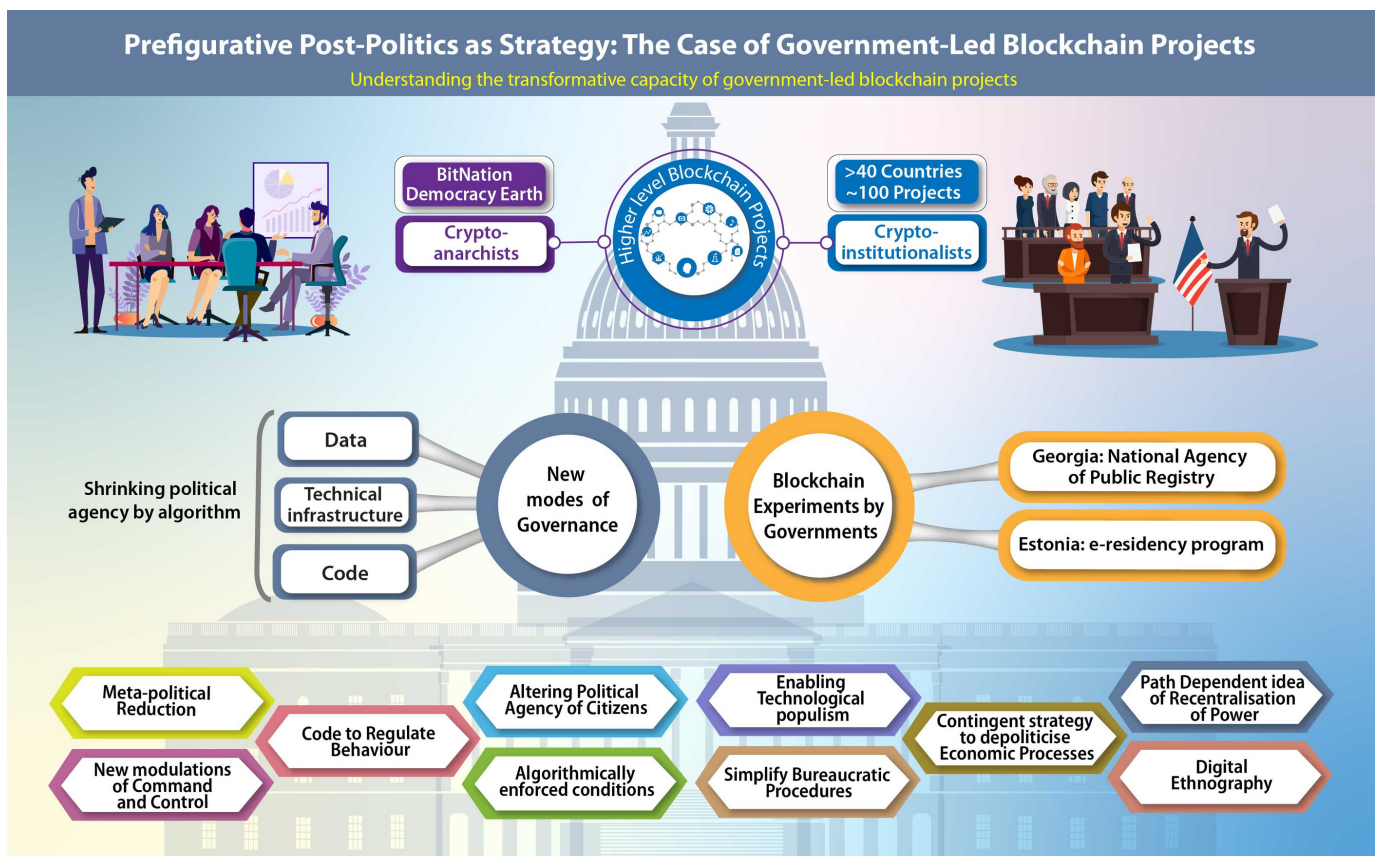 Prefigurative Post-Politics as Strategy: The Case of Government-Led Blockchain Projects
Understanding the transformative capacity of government-led blockchain projects
BitNation
Democracy Earth
Crypto-
anarchists
Higher level Blockchain Projects
>40 Countries
~100 Projects
Crypto-
institutionalists
Shrinking political
agency by algorithm
Data
Technical
infrastructure
Code
New
modes of
Governance
Blockchain
Experiments by
Governments
Georgia: National Agency
of Public Registry
Estonia: e-residency program
Meta-political
Reduction
New modulations
of Command
and Control
Code to Regulate
Behaviour
Altering Political
Agency of Citizens
Algorithmically
enforced conditions
Enabling
Technological
populism
Simplify Bureaucratic
Procedures
Contingent strategy
to depoliticise
Economic Processes
Path Dependent idea
of Recentralisation
of Power
Digital
Ethnography